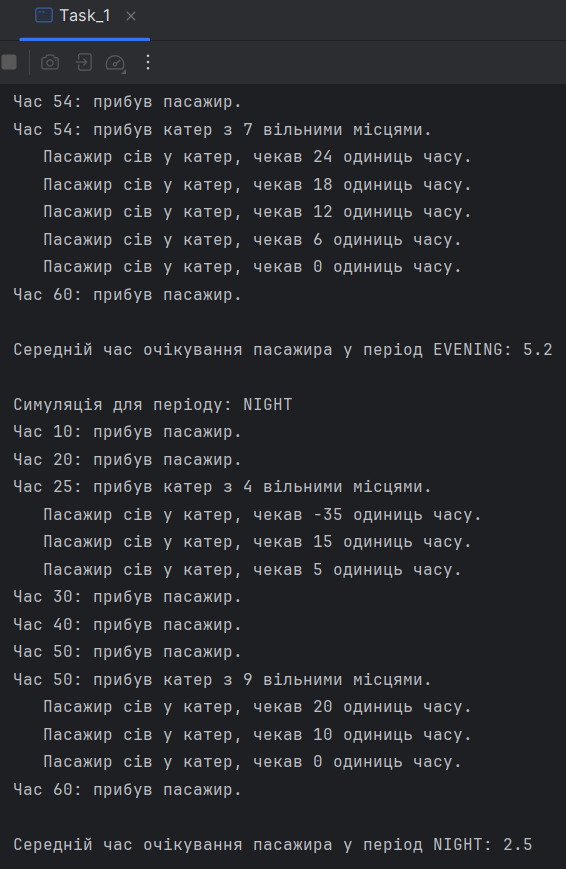 Task_1
Час 54: прибув пасажир.
Час 54: прибув катер з 7 вільними місцями.
Пасажир сів у катер, чекав 24 одиниць часу.
Пасажир сів у катер, чекав 18 одиниць часу.
Пасажир сів у катер, чекав 12 одиниць часу.
Пасажир сів у катер, чекав 6 одиниць часу.
Пасажир сів у катер, чекав 0 одиниць часу.
Час 60: прибув пасажир.
Середній час очікування пасажира у період EVENING: 5.2
Симуляція для періоду: NIGHT
Час 10: прибув пасажир.
Час 20: прибув пасажир.
Час 25: прибув катер з 4 вільними місцями.
Пасажир сів у катер, чекав -35 одиниць часу.
Пасажир сів у катер, чекав 15 одиниць часу.
Пасажир сів у катер, чекав 5 одиниць часу.
Час 30: прибув пасажир.
Час 40: прибув пасажир.
Час 50: прибув пасажир.
Час 50: прибув катер з 9 вільними місцями.
Пасажир сів у катер, чекав 20 одиниць часу.
Пасажир сів у катер, чекав 10 одиниць часу.
Пасажир сів у катер, чекав 0 одиниць часу.
Час 60: прибув пасажир.
Середній час очікування пасажира у період NIGHT: 2.5